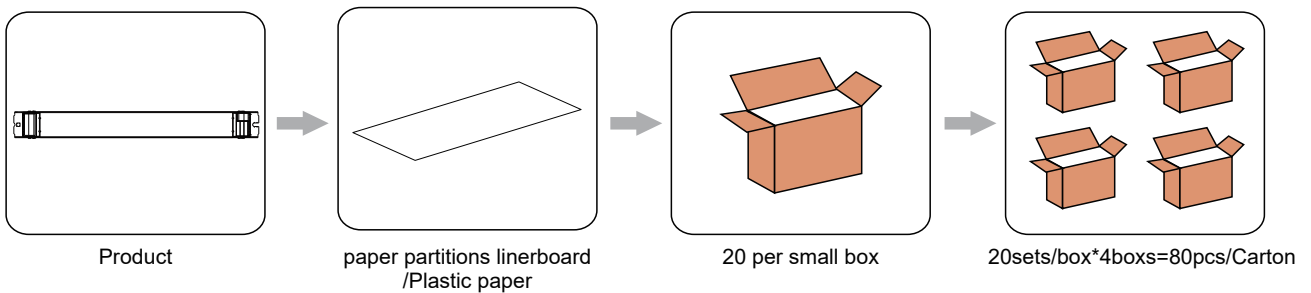 Product
paper partitions linerboard
/Plastic paper
20 per small box
20sets/box*4boxs=80pcs/Carton